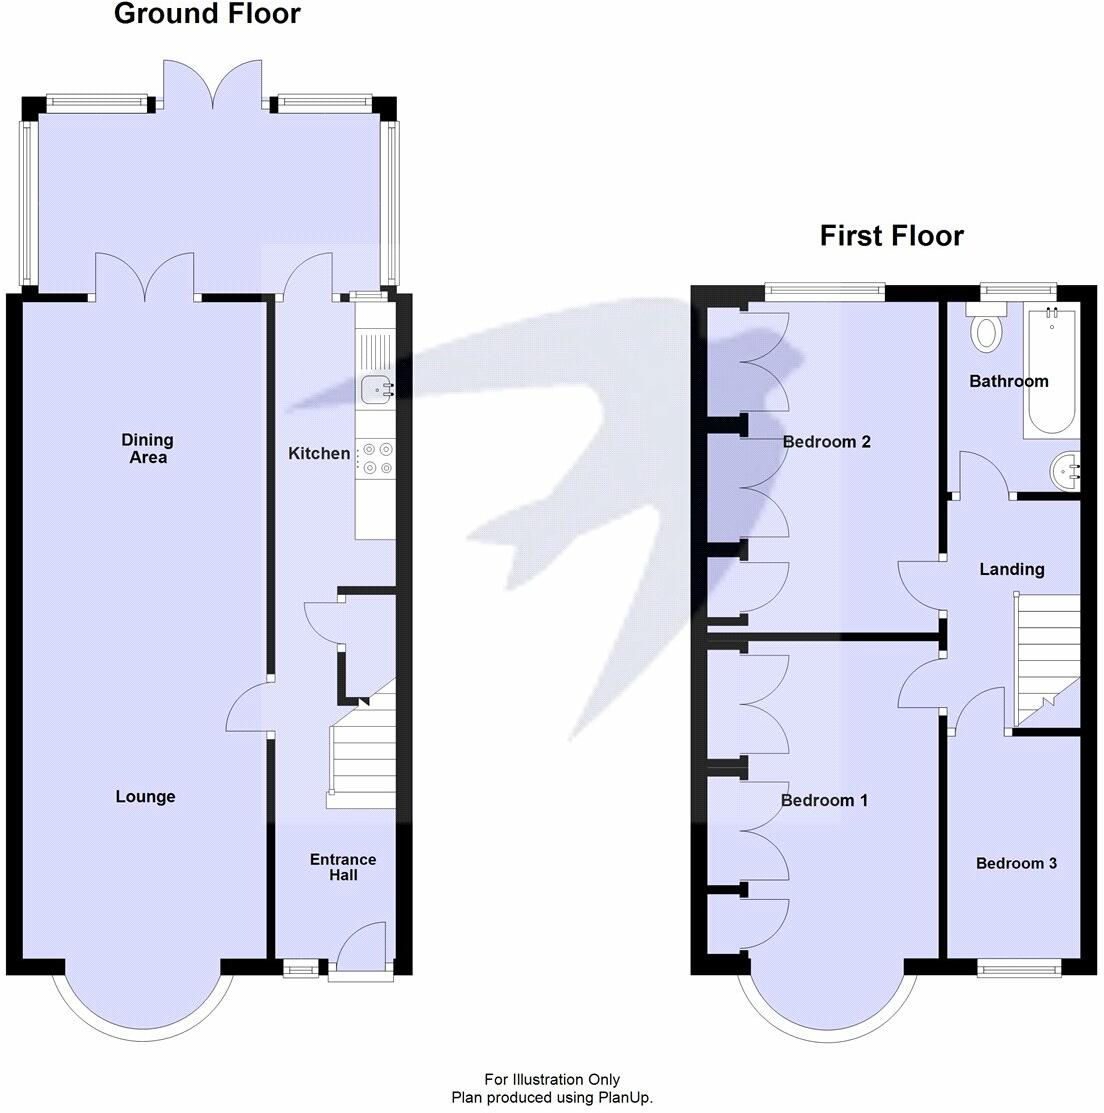 Ground Floor
First Floor
Dining
Area
Kitchen
Lounge
Entrance
Hall
Bathroom
Bedroom 2
Landing
Bedroom 1
Bedroom 3
For Illustration Only
Plan produced using PlanUp.